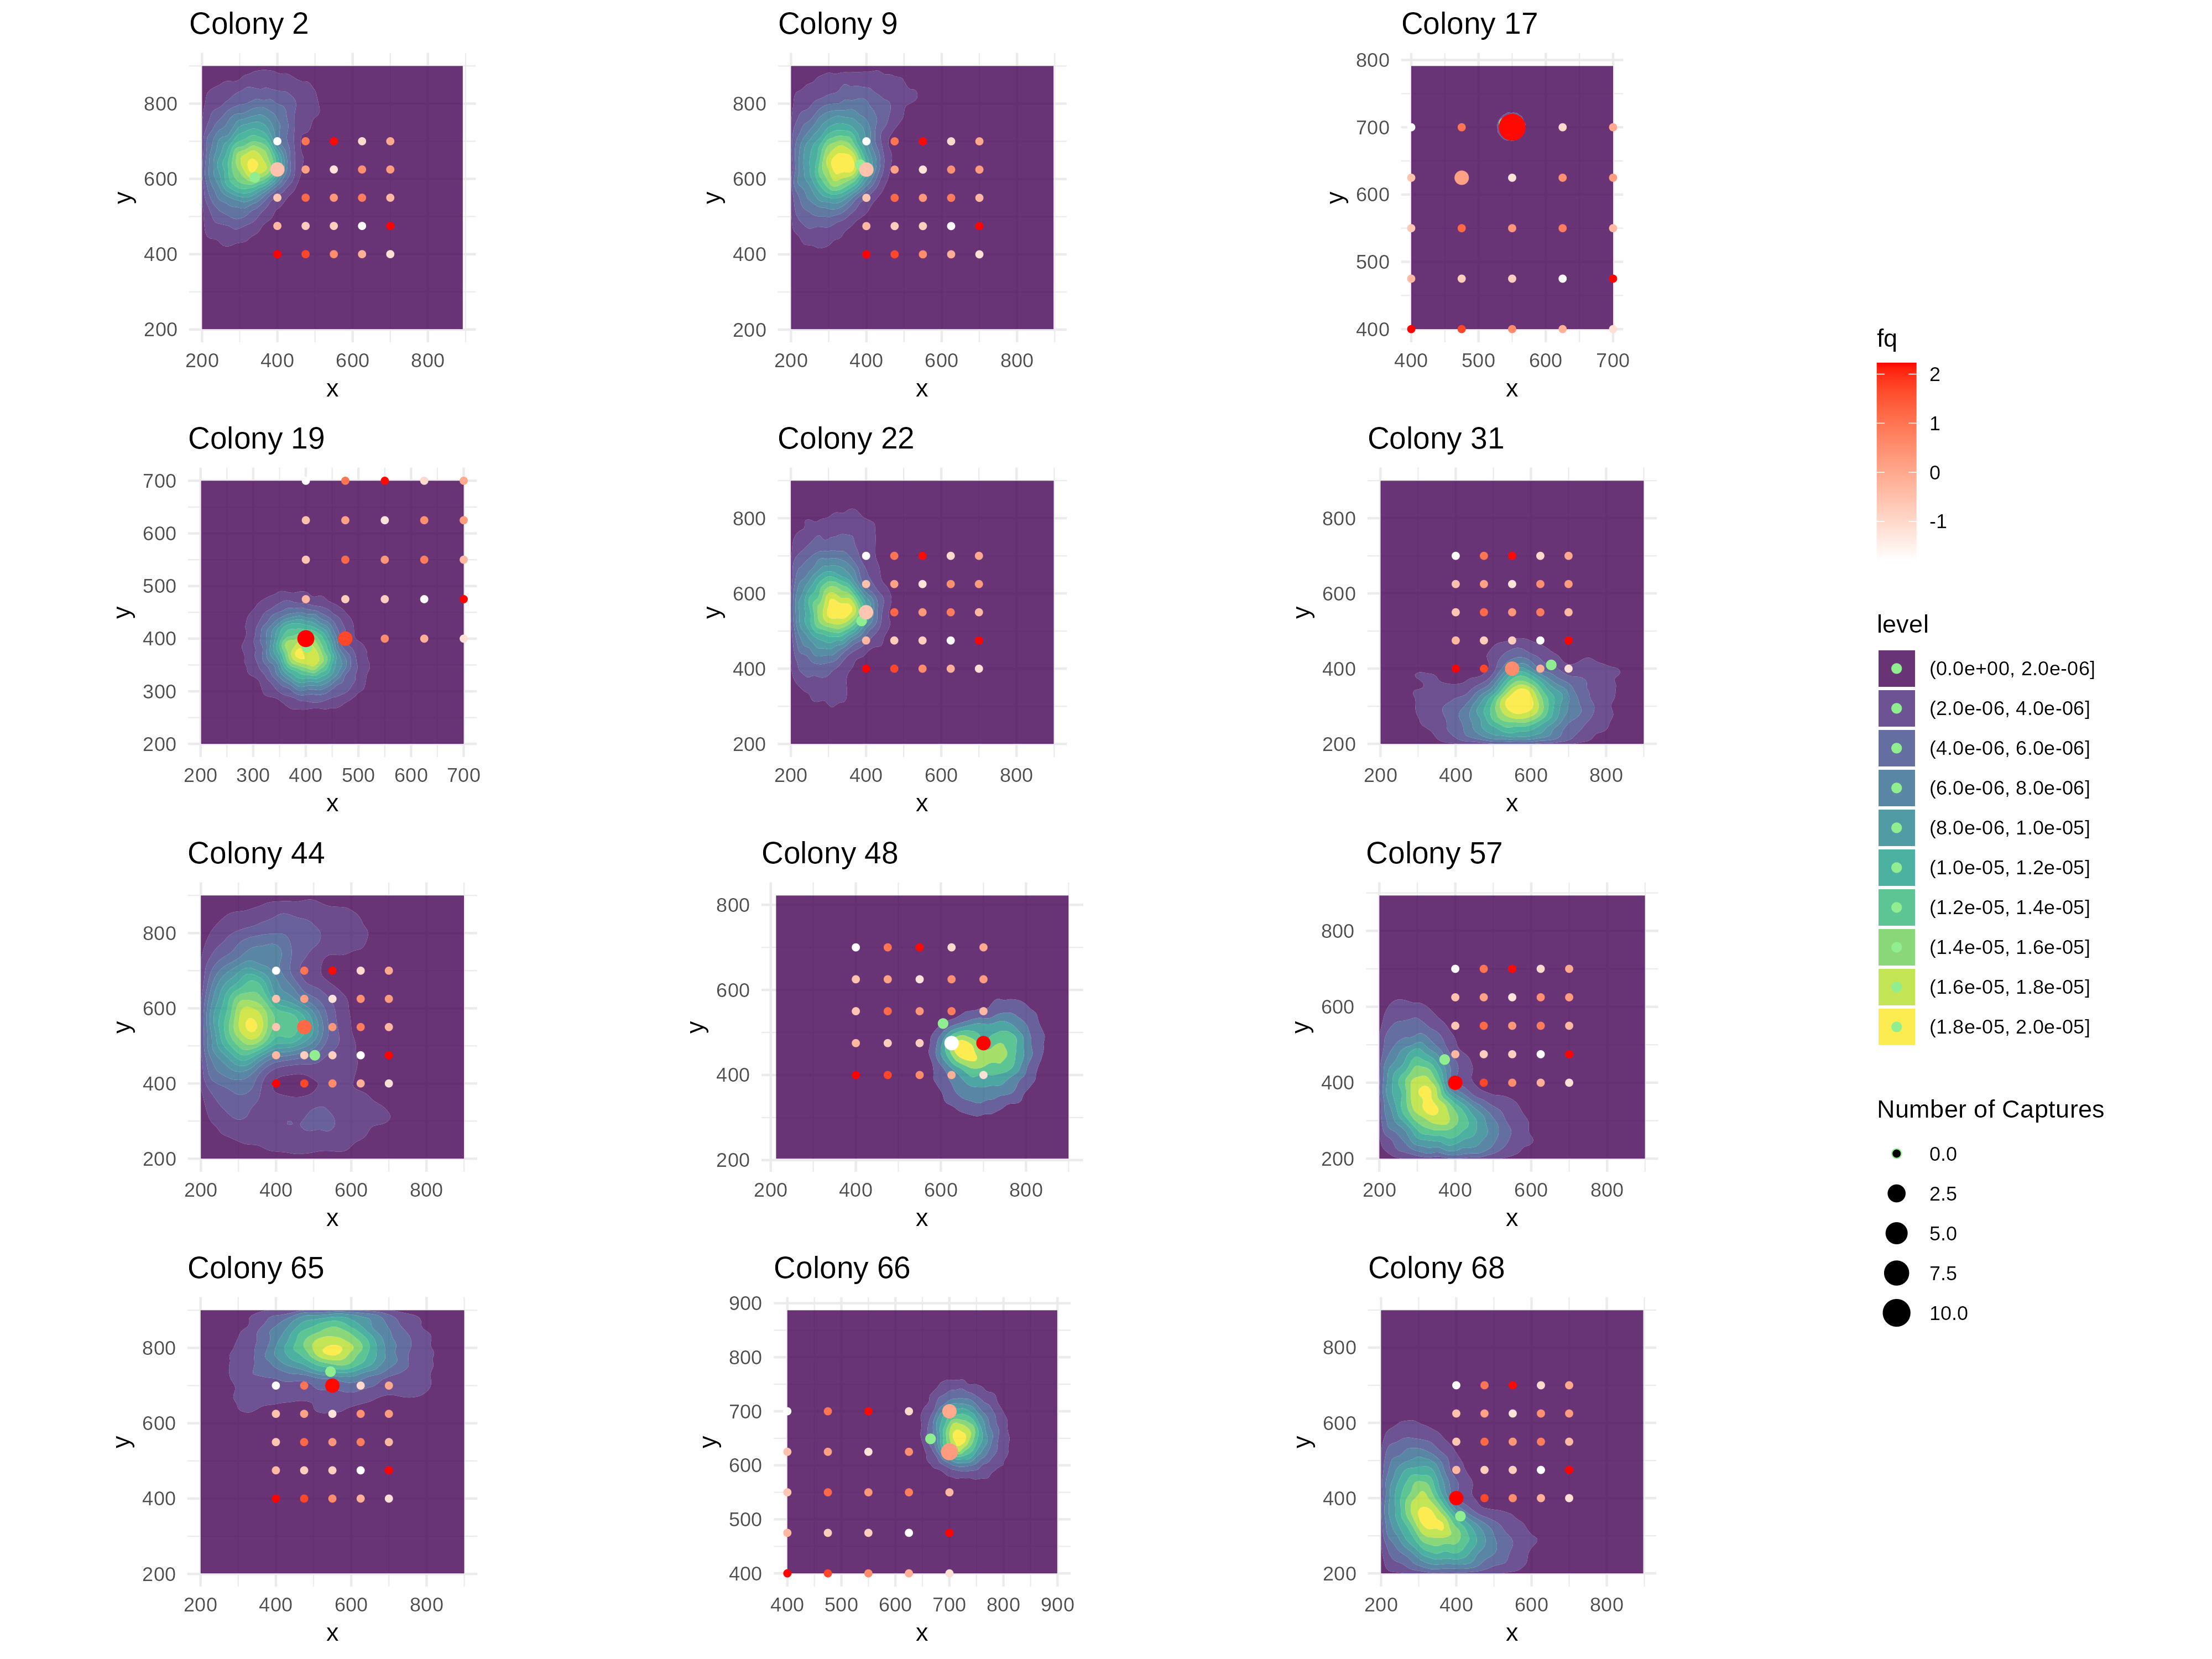 Colony 2
Colony 9
Colony 17
y
800
600
400
200
200 400 600 800
x
y
800
600
400
200
200 400 600 800
x
y
800
700
600
500
400
400 500 600 700
x
Colony 19
Colony 22
Colony 31
y
700
600
500
400
300
200
200 300 400 500 600 700
x
y
800
600
400
200
200 400 600 800
x
y
800
600
400
200
200 400 600 800
x
Colony 44
Colony 48
Colony 57
y
800
600
400
200
200 400 600 800
x
y
800
600
400
200
200 400 600 800
x
y
800
600
400
200
200 400 600 800
x
Colony 65
Colony 66
Colony 68
y
800
600
400
200
200 400 600 800
x
y
900
800
700
600
500
400
400 500 600 700 800 900
x
y
800
600
400
200
200 400 600 800
x
fq
2
1
0
-1
level
(0.0e+00, 2.0e-06]
(2.0e-06, 4.0e-06]
(4.0e-06, 6.0e-06]
(6.0e-06, 8.0e-06]
(8.0e-06, 1.0e-05]
(1.0e-05, 1.2e-05]
(1.2e-05, 1.4e-05]
(1.4e-05, 1.6e-05]
(1.6e-05, 1.8e-05]
(1.8e-05, 2.0e-05]
Number of Captures
0.0
2.5
5.0
7.5
10.0